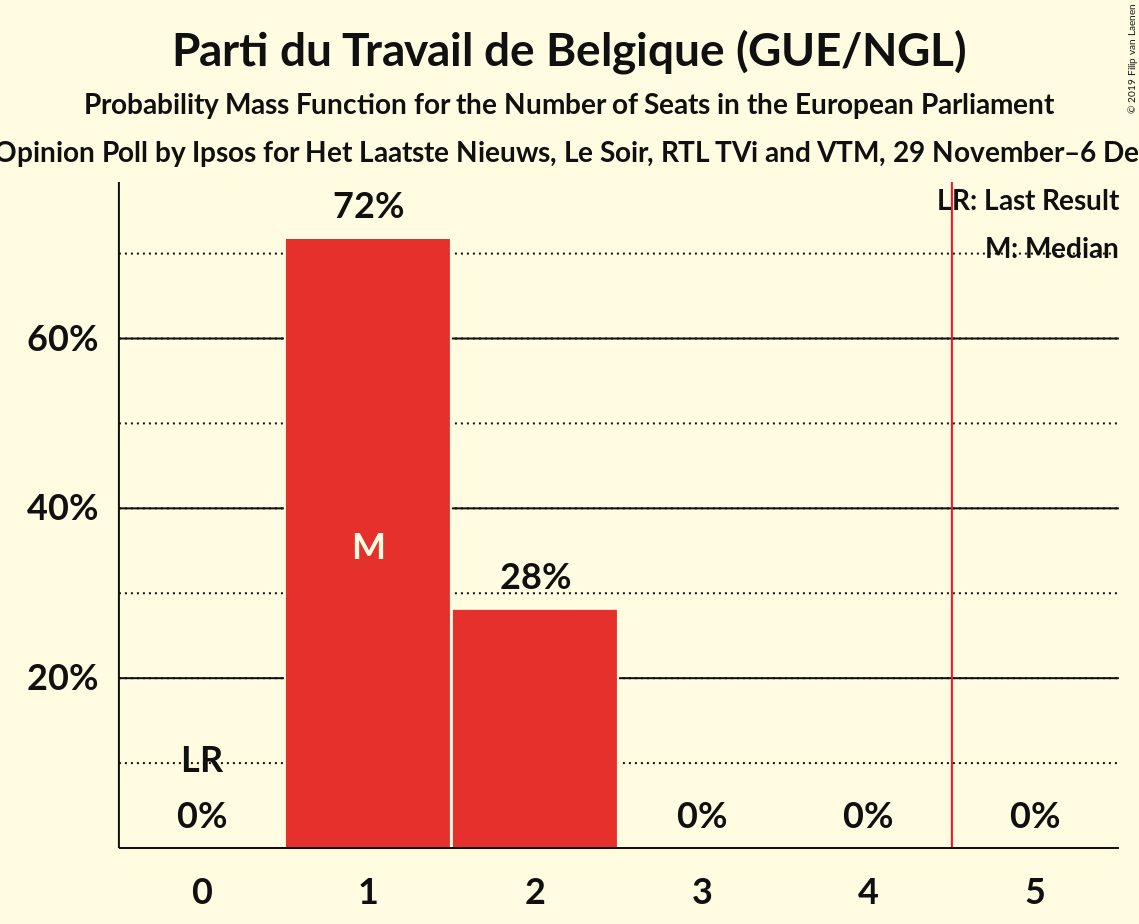 Parti du Travail de Belgique (GUE/NGL)
Probability Mass Function for the Number of Seats in the European Parliament
Opinion Poll by Ipsos for Het Laatste Nieuws, Le Soir, RTL TVi and VTM, 29 November–6 De
© 2019 Filip van Laenen
LR: Last Result
M: Median
72%
60%
40%
M
28%
20%
LR
0%
0%
0%
0%
0 1 2 3 4 5